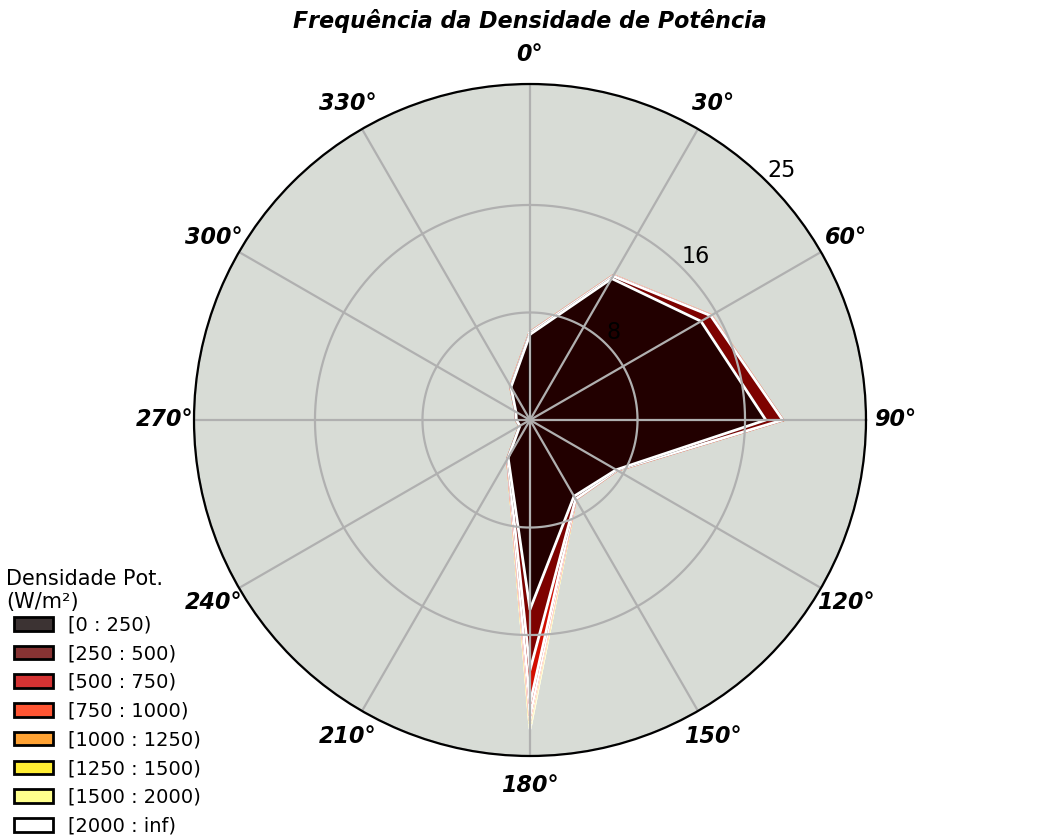 Frequência da Densidade de Potência
0°
330°
30°
25
300°
60°
16
8
270°
90°
240°
120°
210°
150°
180°
Densidade Pot.
(W/m²)
[0 : 250)
[250 : 500)
[500 : 750)
[750 : 1000)
[1000 : 1250)
[1250 : 1500)
[1500 : 2000)
[2000 : inf)